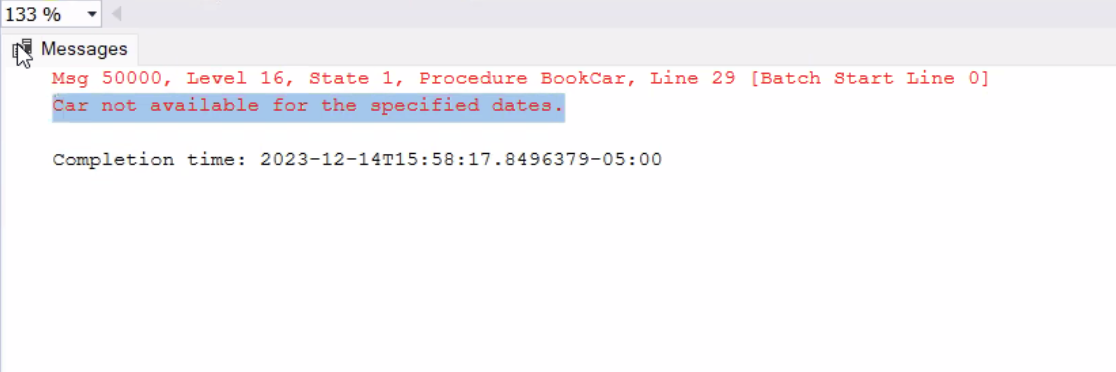 133 %
Messages
Msg 50000, Level 16, State 1, Procedure BookCar, Line 29 [Batch Start Line 0]
Car not available for the specified dates.
Completion time: 2023-12-14T15:58:17.8496379-05:00